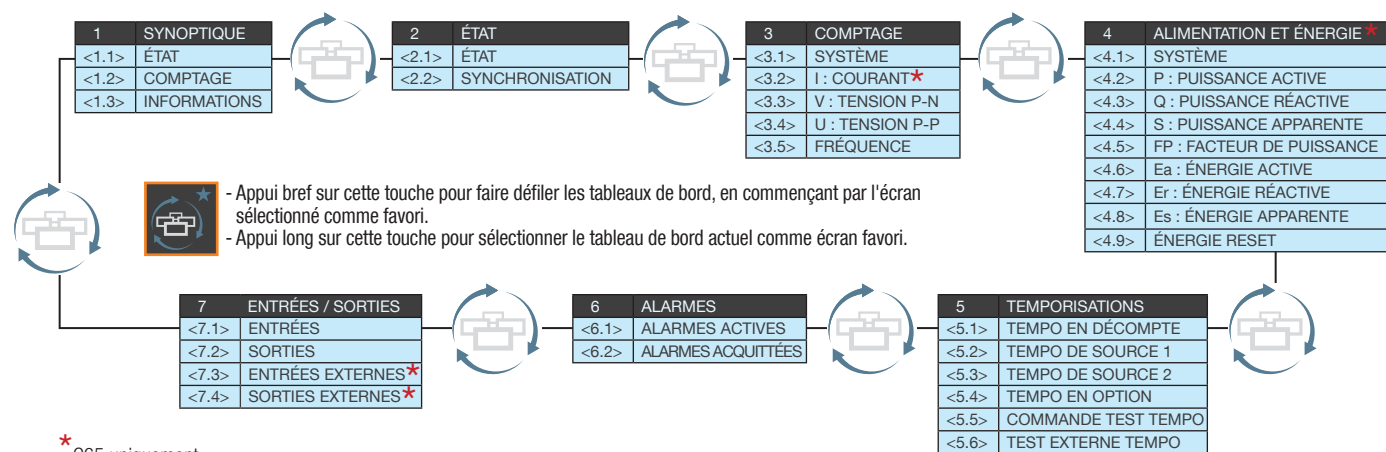 1 SYNOPTIQUE
<1.1> ÉTAT
<1.2> COMPTAGE
<1.3> INFORMATIONS
2 ÉTAT
<2.1> ÉTAT
<2.2> SYNCHRONISATION
3 COMPTAGE
<3.1> SYSTÈME
<3.2> I : COURANT*
<3.3> V : TENSION P-N
<3.4> U : TENSION P-P
<3.5> FRÉQUENCE
4 ALIMENTATION ET ÉNERGIE*
<4.1> SYSTÈME
<4.2> P : PUISSANCE ACTIVE
<4.3> Q : PUISSANCE RÉACTIVE
<4.4> S : PUISSANCE APPARENTE
<4.5> FP : FACTEUR DE PUISSANCE
<4.6> Ea : ÉNERGIE ACTIVE
<4.7> Er : ÉNERGIE RÉACTIVE
<4.8> Es : ÉNERGIE APPARENTE
<4.9> ÉNERGIE RESET
- Appui bref sur cette touche pour faire défiler les tableaux de bord, en commençant par l'écran
sélectionné comme favori.
- Appui long sur cette touche pour sélectionner le tableau de bord actuel comme écran favori.
7 ENTRÉES / SORTIES
<7.1> ENTRÉES
<7.2> SORTIES
<7.3> ENTRÉES EXTERNES*
<7.4> SORTIES EXTERNES*
6 ALARMES
<6.1> ALARMES ACTIVES
<6.2> ALARMES ACQUITTÉES
5 TEMPORISATIONS
<5.1> TEMPO EN DÉCOMPTE
<5.2> TEMPO DE SOURCE 1
<5.3> TEMPO DE SOURCE 2
<5.4> TEMPO EN OPTION
<5.5> COMMANDE TEST TEMPO
<5.6> TEST EXTERNE TEMPO
* uniquement